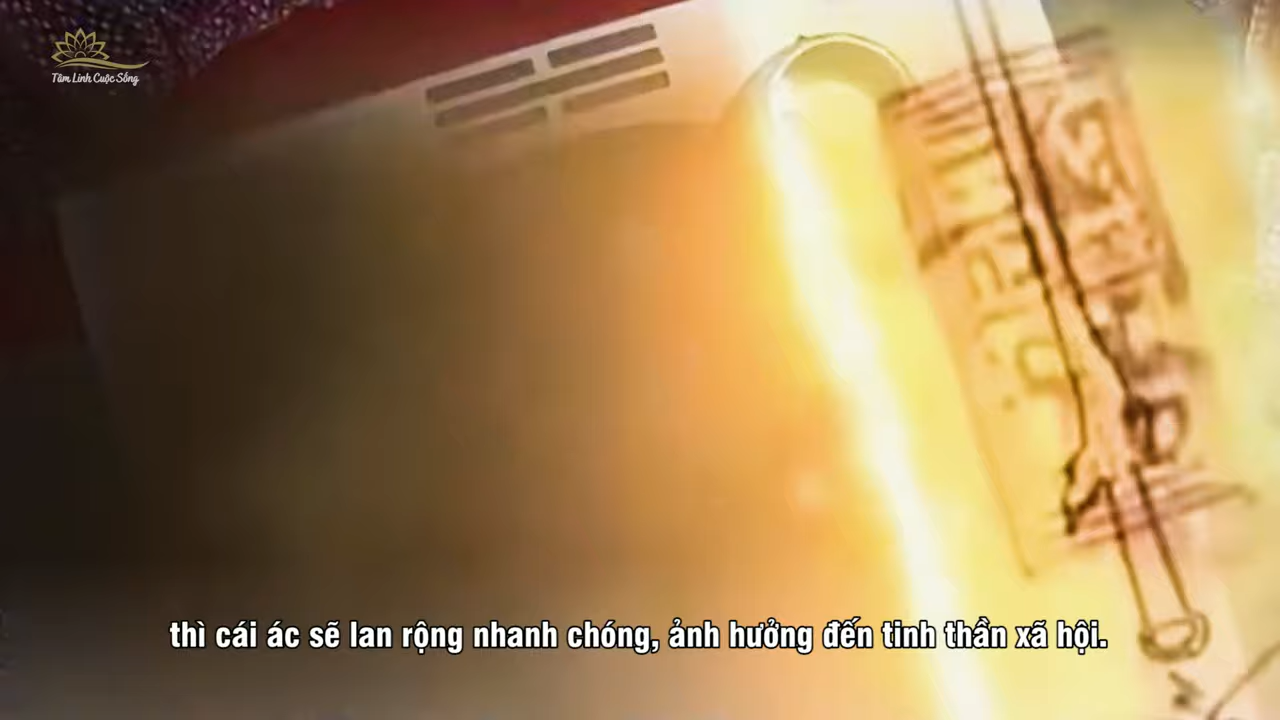 Tâm Linh Cuộc Sống
thì cái ác sẽ lan rộng nhanh chóng, ảnh hưởng đến tinh thần xã hội.